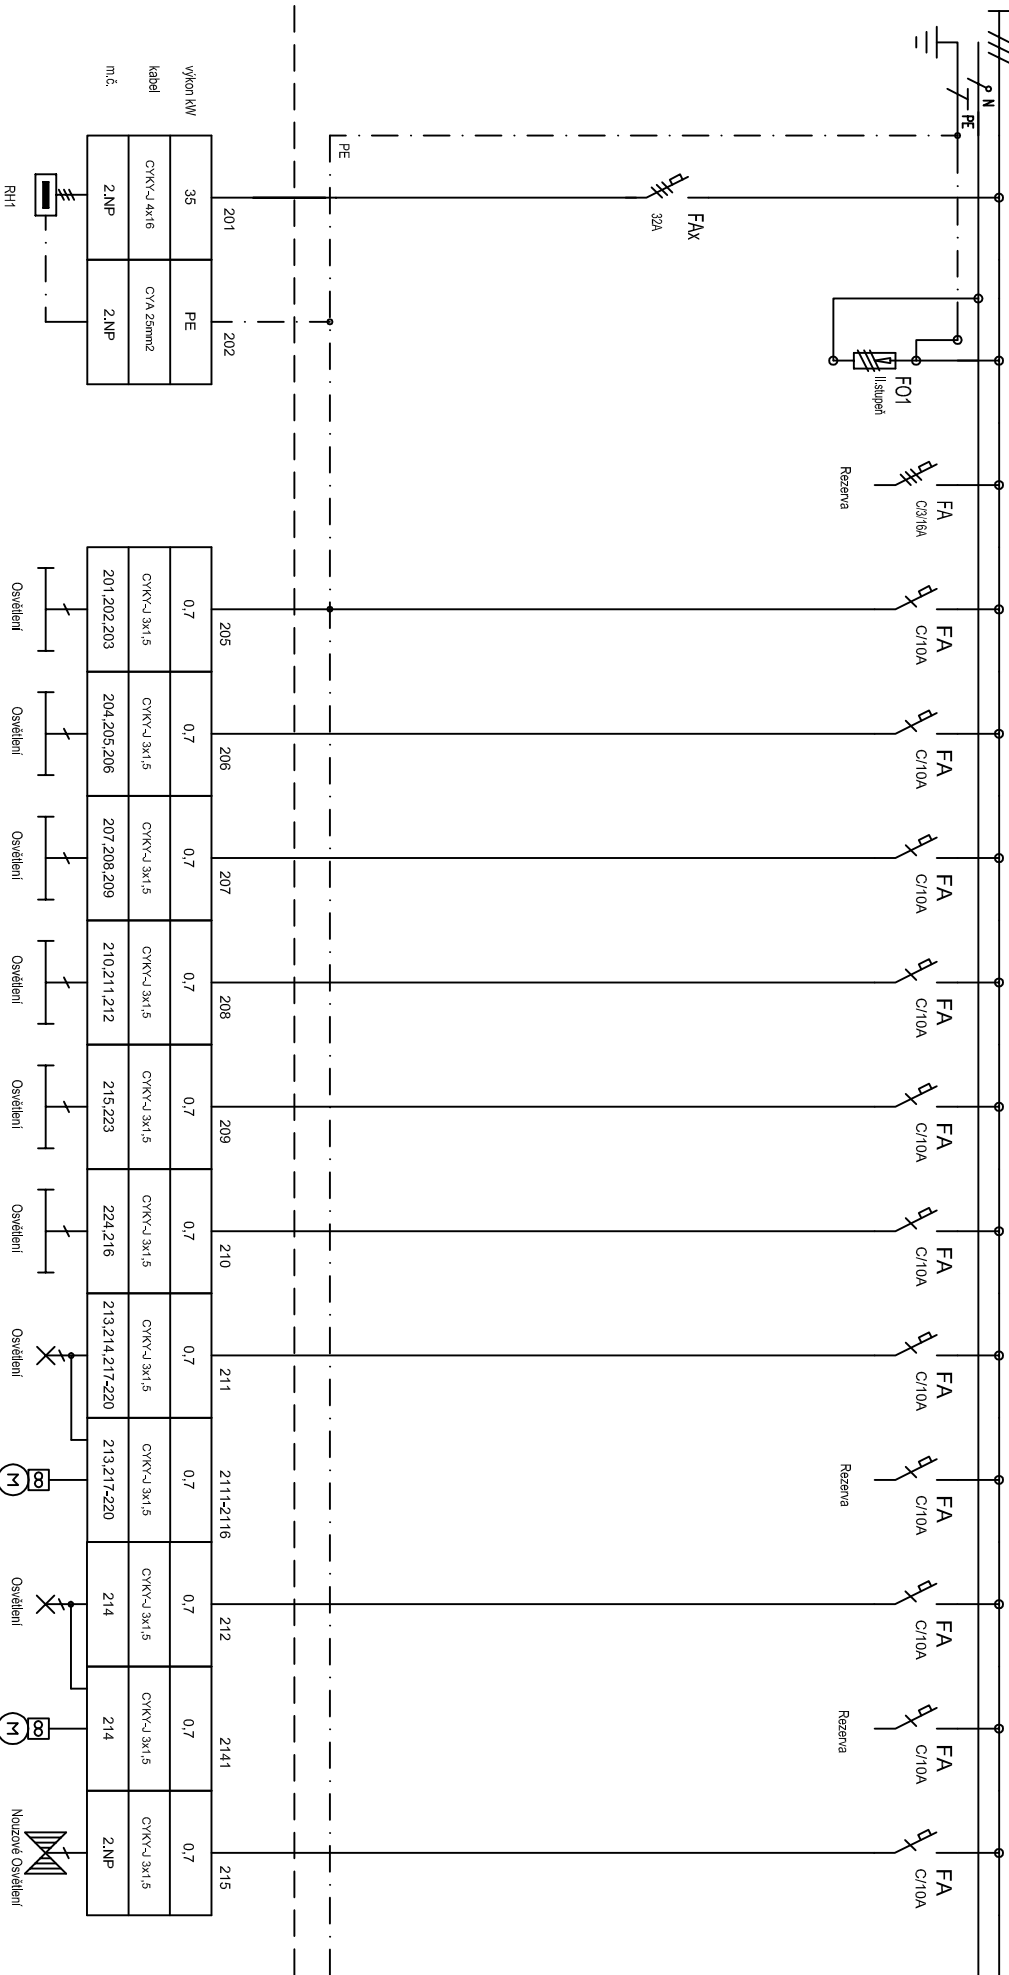 N
PE
PE
FAx
32A
FO1
II.stupeň
FA
C/3/16A
Rezerva
FA
C/10A
FA
C/10A
FA
C/10A
FA
C/10A
FA
C/10A
FA
C/10A
FA
C/10A
FA
C/10A
Rezerva
FA
C/10A
FA
C/10A
Rezerva
FA
C/10A
201
202
205
206
207
208
209
210
211
2111-2116
212
2141
215
výkon kW
35
PE
0,7
0,7
0,7
0,7
0,7
0,7
0,7
0,7
0,7
0,7
0,7
kabel
CYKY-J 4x16
CYA 25mm2
CYKY-J 3x1,5
CYKY-J 3x1,5
CYKY-J 3x1,5
CYKY-J 3x1,5
CYKY-J 3x1,5
CYKY-J 3x1,5
CYKY-J 3x1,5
CYKY-J 3x1,5
CYKY-J 3x1,5
CYKY-J 3x1,5
CYKY-J 3x1,5
m.č.
2.NP
2.NP
201,202,203
204,205,206
207,208,209
210,211,212
215,223
224,216
213,214,217-220
213,217-220
214
214
2.NP
RH1
Osvětlení
Osvětlení
Osvětlení
Osvětlení
Osvětlení
Osvětlení
Osvětlení
M
Osvětlení
M
Nouzové Osvětlení